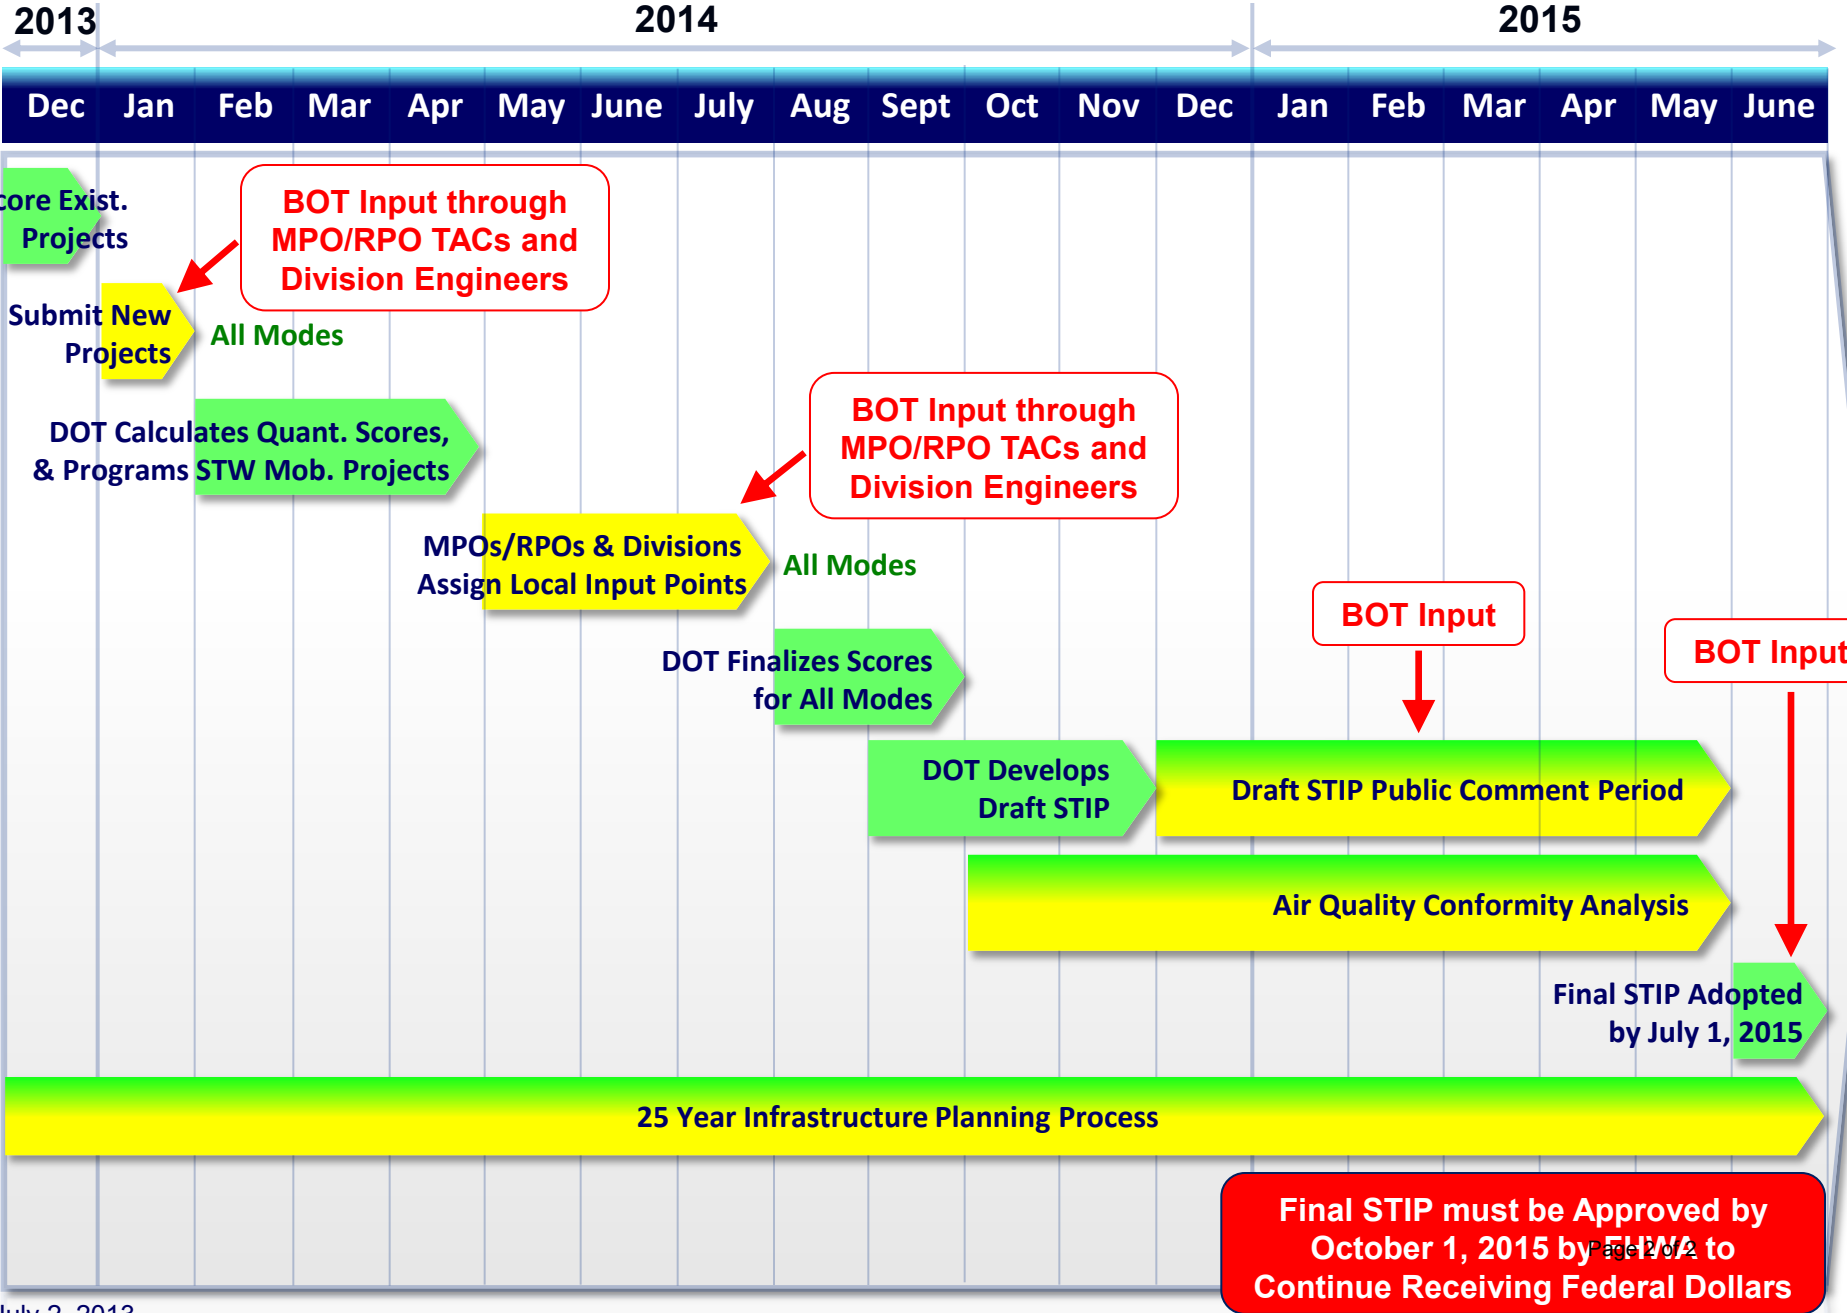 2013 2014 2015
Dec Jan Feb Mar Apr May June July Aug Sept Oct Nov Dec Jan Feb Mar Apr May June
core Exist.
Projects
BOT Input through
MPO/RPO TACs and
Division Engineers
Submit New
Projects
All Modes
DOT Calculates Quant. Scores,
& Programs STW Mob. Projects
BOT Input through
MPO/RPO TACs and
Division Engineers
MPOs/RPOs & Divisions
Assign Local Input Points
All Modes
DOT Finalizes Scores
for All Modes
BOT Input
BOT Input
DOT Develops
Draft STIP
Draft STIP Public Comment Period
Air Quality Conformity Analysis
Final STIP Adopted
by July 1, 2015
25 Year Infrastructure Planning Process
Final STIP must be Approved by
October 1, 2015 by FHWA to
Continue Receiving Federal Dollars
Page 2 of 2
July 2, 2013